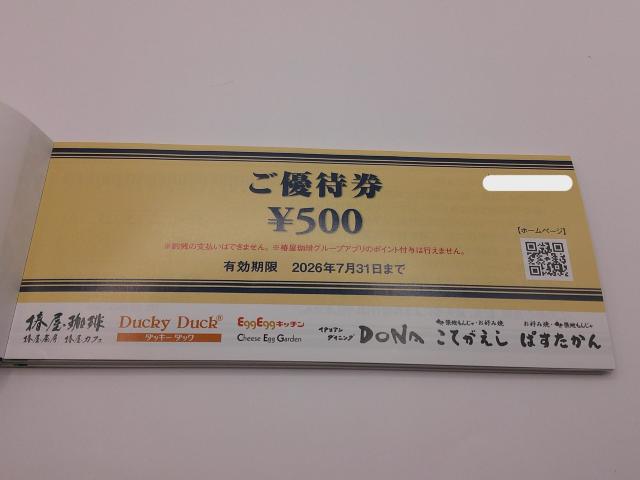 ご優待券
¥500
※釣銭の支払いはできません。※椿屋珈琲グループアプリのポイント付与は行えません。
有効期限 2026年7月31日まで
【ホームページ】
椿屋珈琲
椿屋茶房 椿屋カフェ
Ducky Duck®
ダッキーダック
EggEggキッチン
Cheese Egg Garden
イタリアンダイニング DONA
築地もんじゃ・お好み焼
こてがえし
お好み焼・築地もんじゃ
ぱすたかん